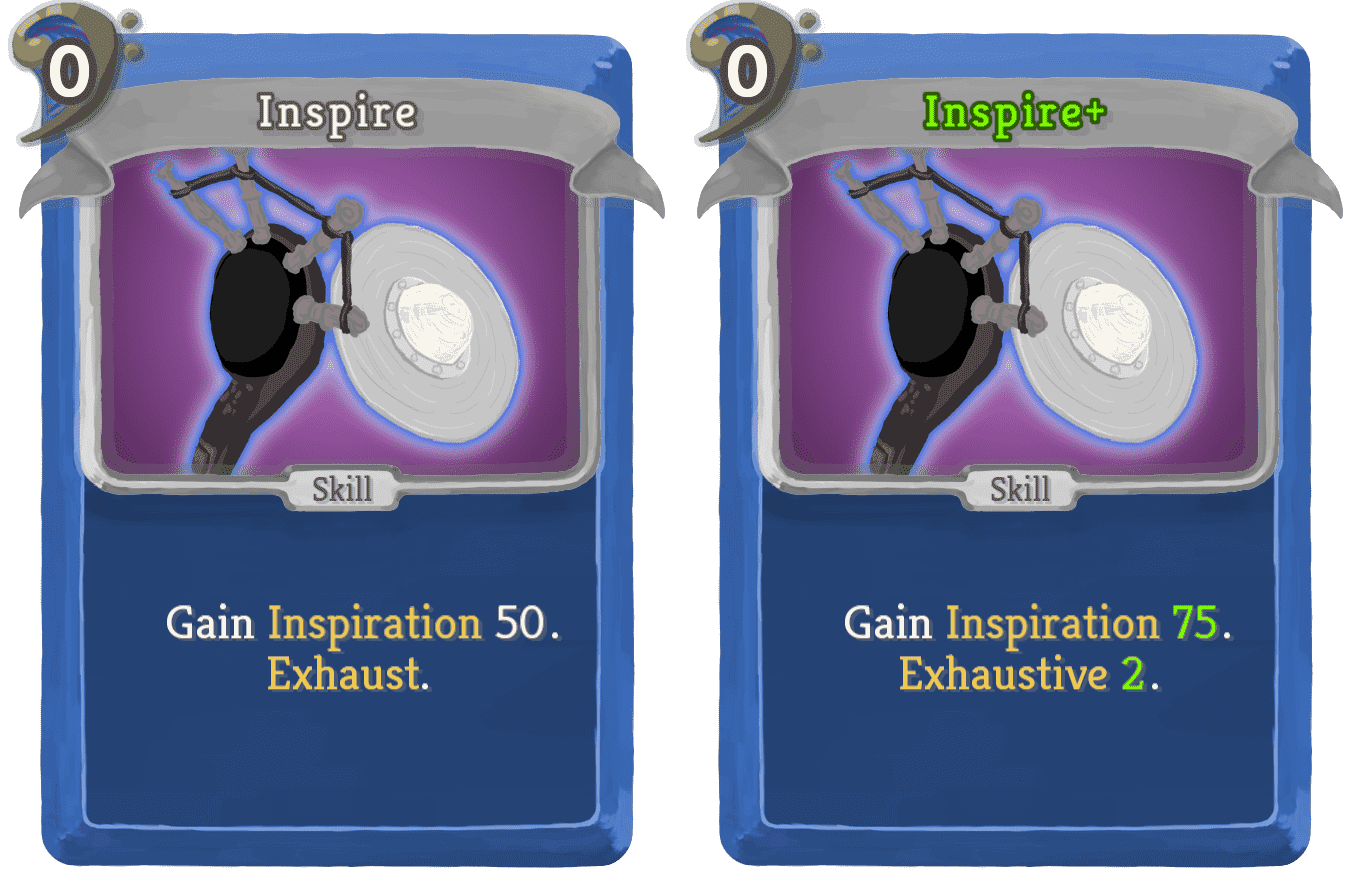 0
Inspire
Skill
Gain Inspiration 50.
Exhaust.
0
Inspire+
Skill
Gain Inspiration 75.
Exhaustive 2.